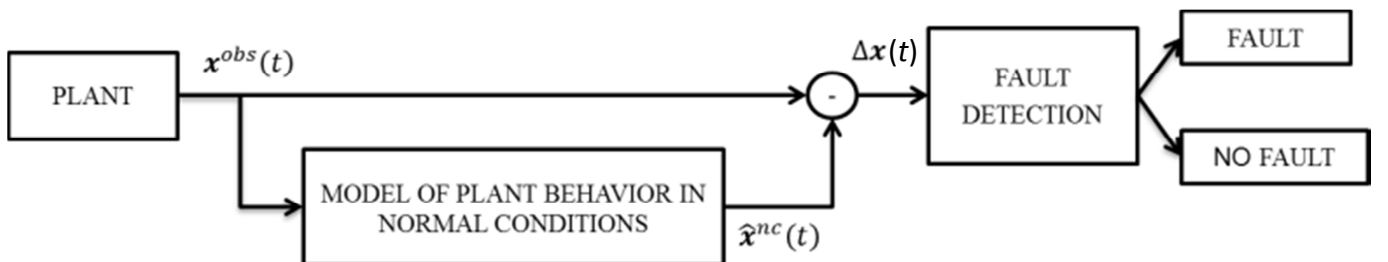 PLANT
𝒙^{obs}(t)
MODEL OF PLANT BEHAVIOR IN
NORMAL CONDITIONS
𝒙̂^{nc}(t)
-
Δ𝒙(t)
FAULT
DETECTION
FAULT
NO FAULT